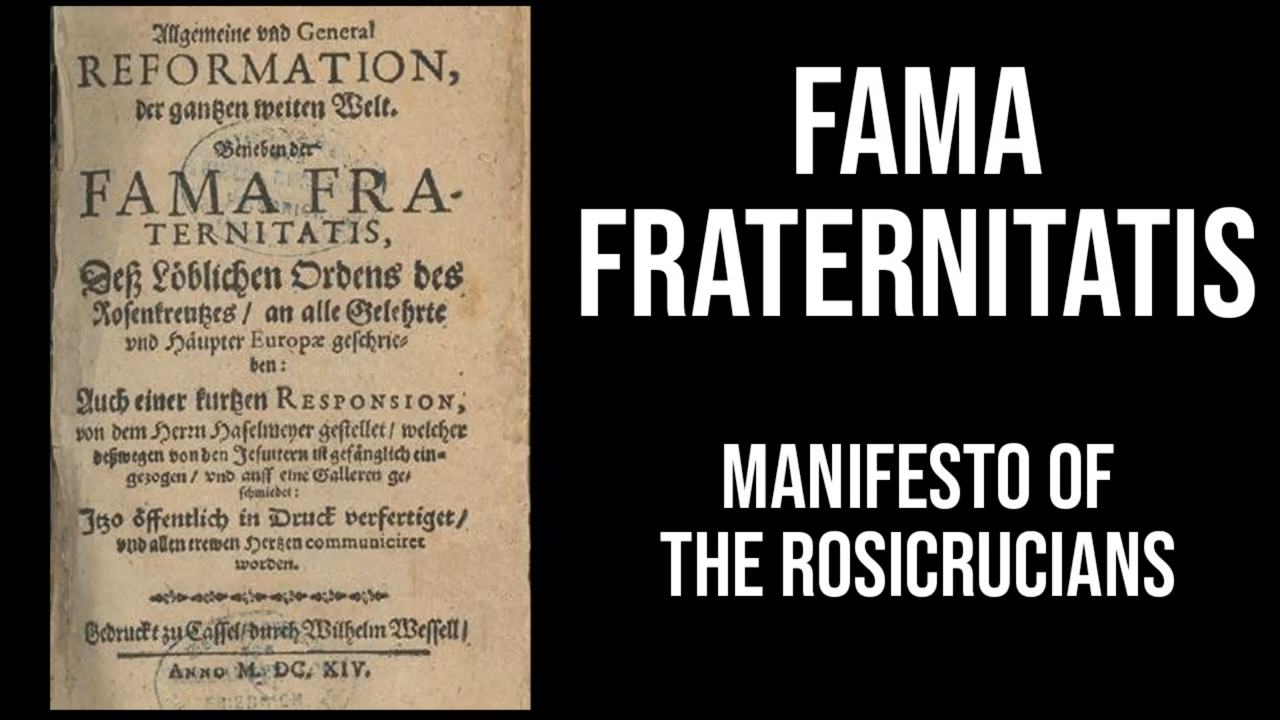 Allgemeine vnd General
REFORMATION,
der gantzen weiten Welt.
Beneben der
FAMA FRA-
TERNITATIS,
Deß Löblichen Ordens des
Rosenkreutzes / an alle Gelehrte
vnd Häupter Europæ geschrie-
ben:
Auch einer kurtzen RESPONSION,
von dem Herrn Haselmeyer gestellet / welcher
deßwegen von den Jesuitern ist gefänglich ein-
gezogen / vnd auff eine Galleren ge-
schmiedet:
Itzo öffentlich in Druck verfertiget /
vnd allen trewen Hertzen communiciret
worden.
Gedruckt zu Cassel / durch Wilhelm Wessell /
ANNO M. DC. XIV.
FAMA
FRATERNITATIS
MANIFESTO OF
THE ROSICRUCIANS